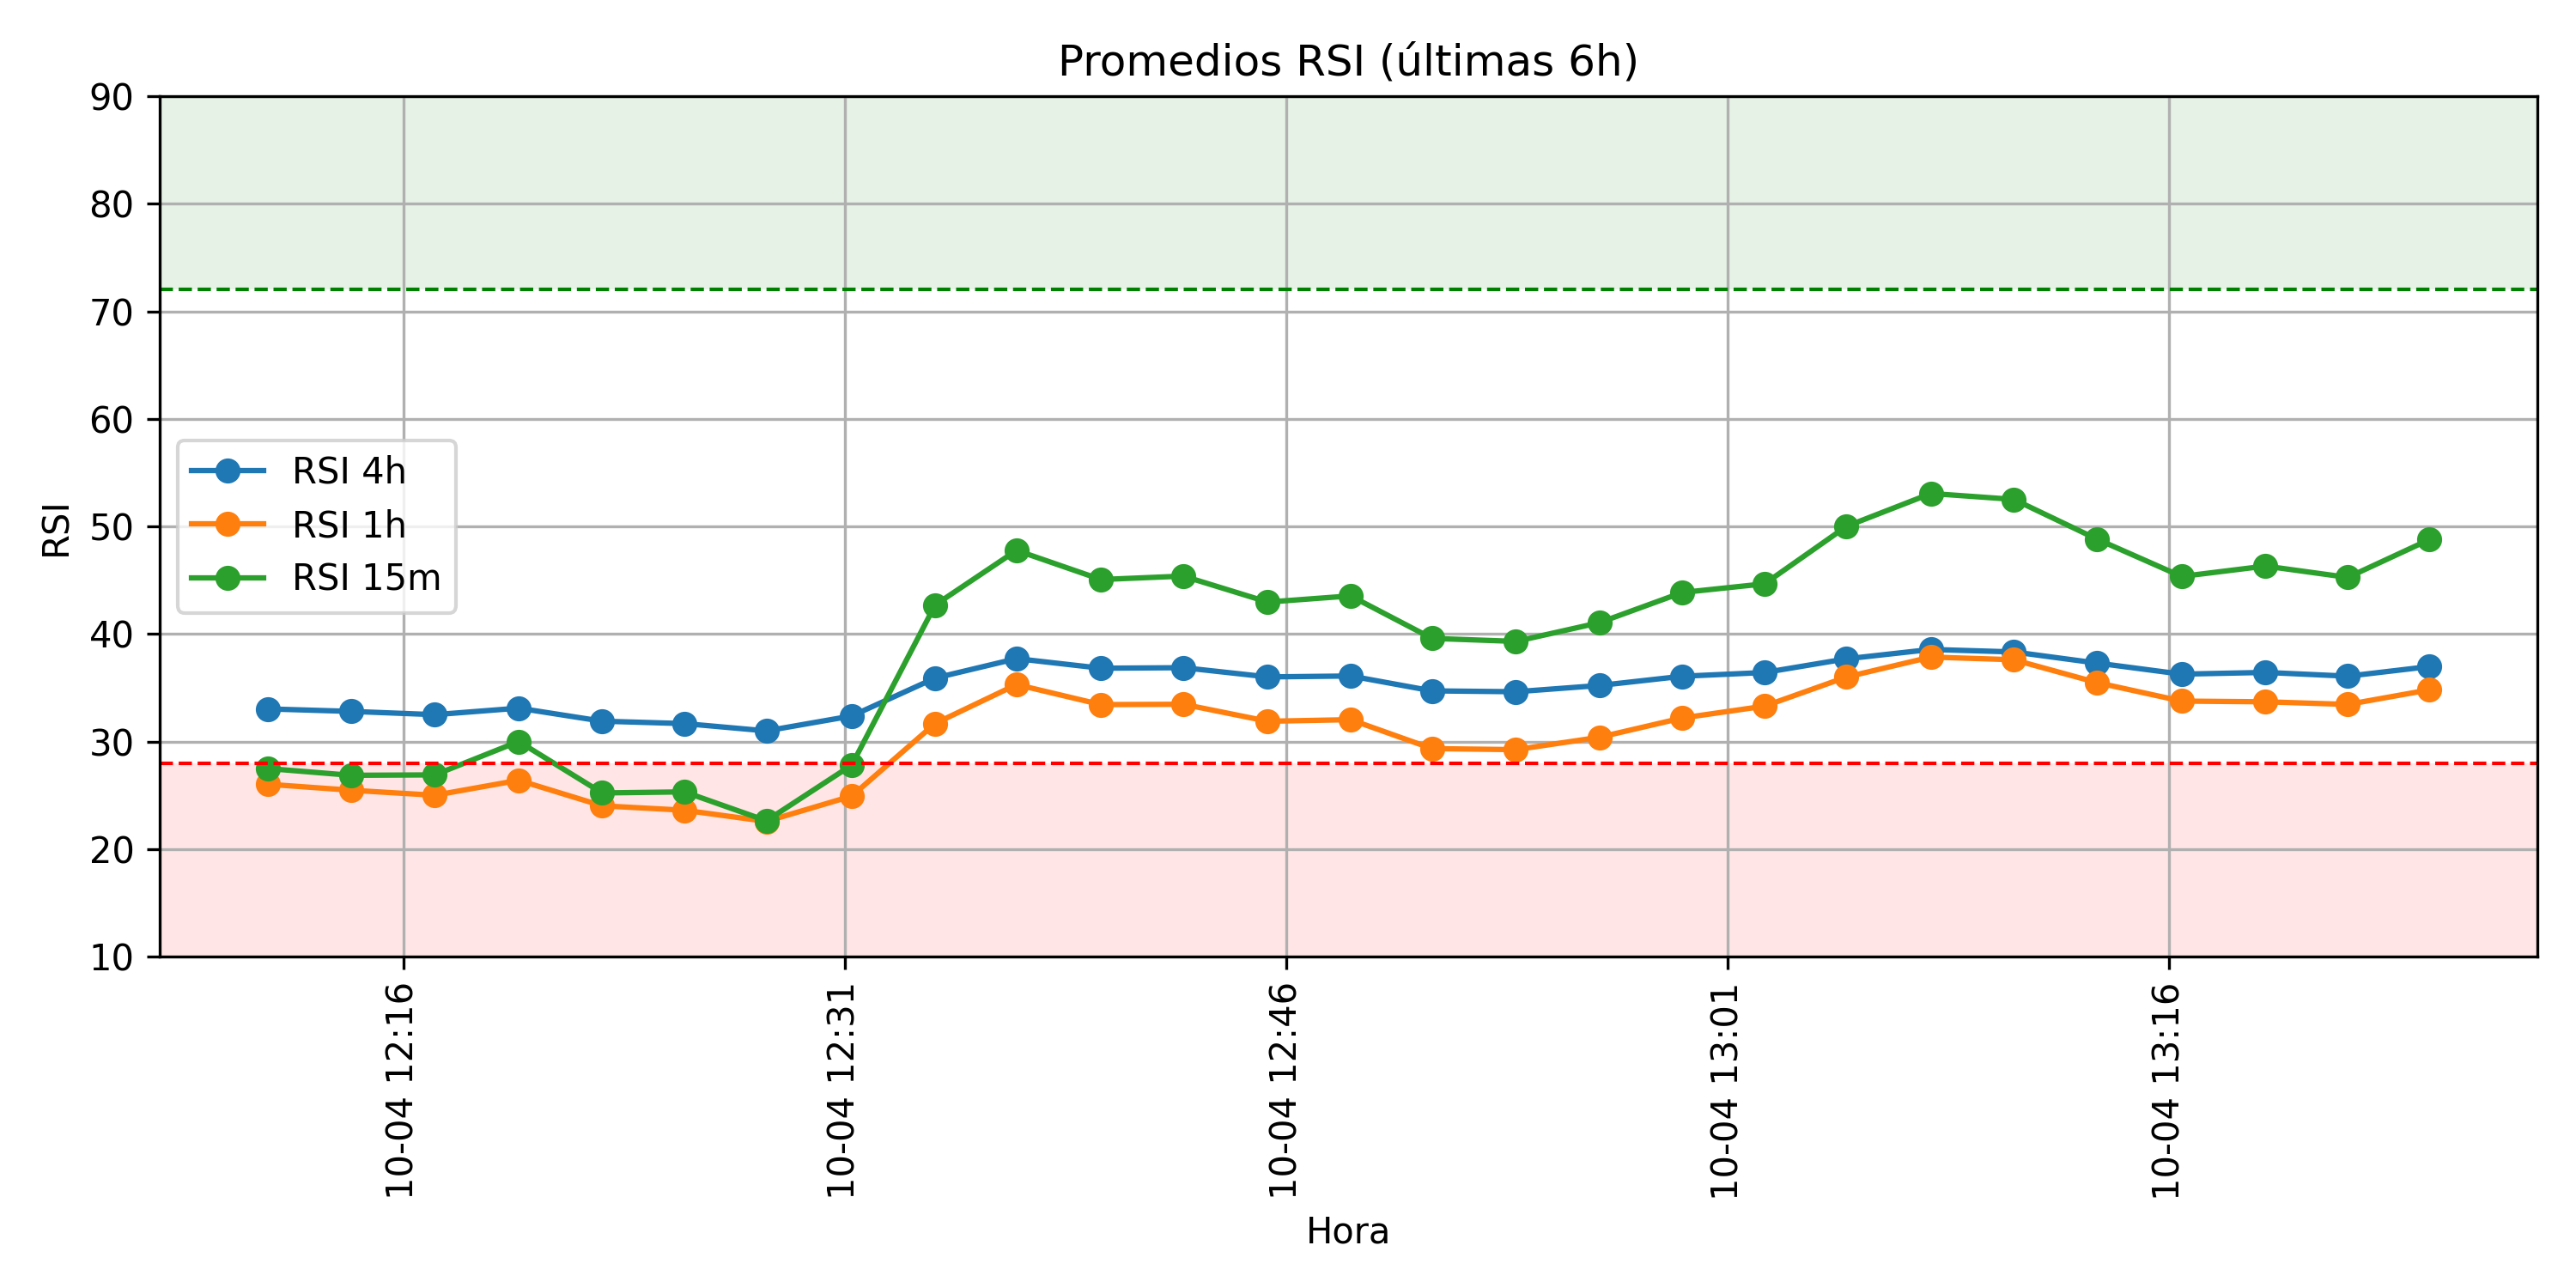 Promedios RSI (últimas 6h)
90
80
70
60
50
40
30
20
10
RSI
RSI 4h
RSI 1h
RSI 15m
10-04 12:16
10-04 12:31
10-04 12:46
10-04 13:01
10-04 13:16
Hora